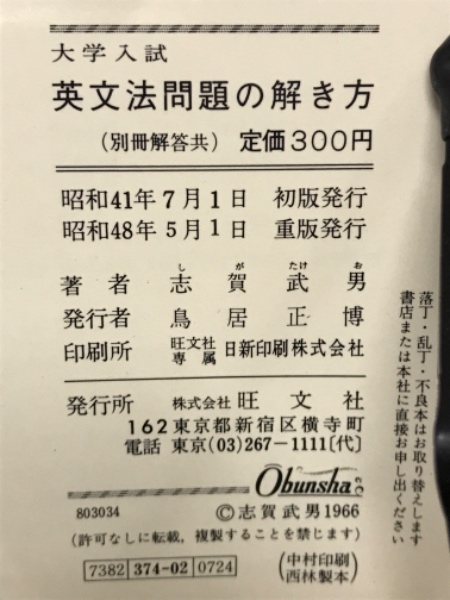 大学入試
英文法問題の解き方
（別冊解答共） 定価300円
昭和41年7月1日 初版発行
昭和48年5月1日 重版発行
し が たけ お
著者 志賀武男
発行者 鳥居正博
印刷所 旺文社専属 日新印刷株式会社
発行所 株式会社 旺文社
162東京都新宿区横寺町
電話 東京(03)267-1111〔代〕
Obunsha
803034 ©志賀武男1966
（許可なしに転載，複製することを禁じます）
7382 374-02 0724 （中村印刷 西林製本）
落丁・乱丁・不良本はお取り替えします
書店または本社に直接お申し出ください